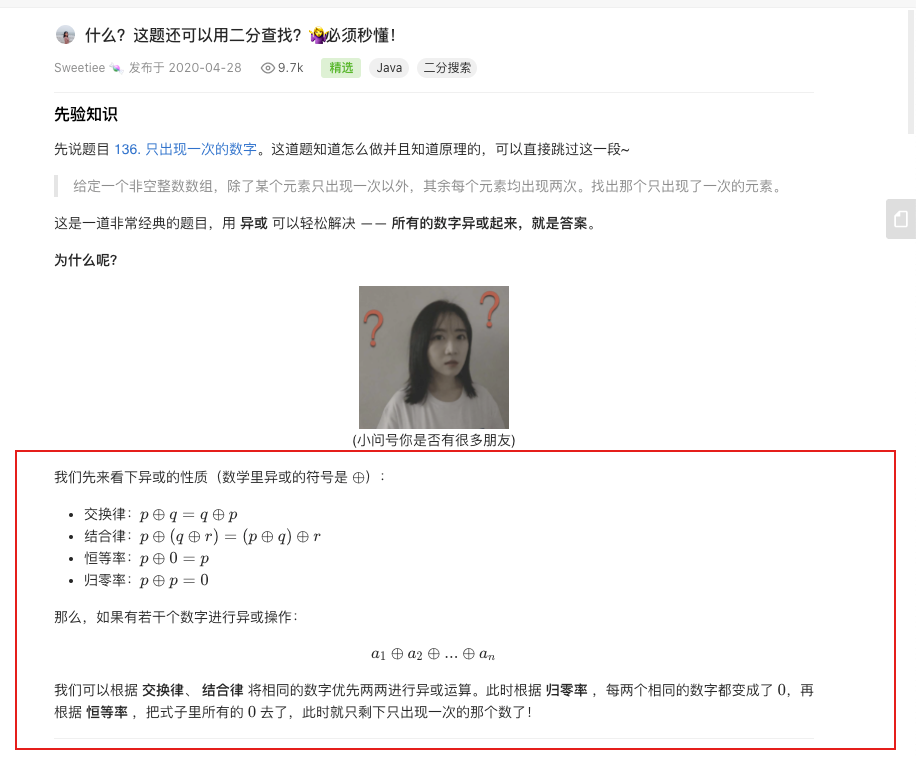 什么？这题还可以用二分查找？🤷‍♀️必须秒懂！
Sweetiee 🍬 发布于 2020-04-28 9.7k 精选 Java 二分搜索
先验知识
先说题目 136. 只出现一次的数字。这道题知道怎么做并且知道原理的，可以直接跳过这一段~
给定一个非空整数数组，除了某个元素只出现一次以外，其余每个元素均出现两次。找出那个只出现了一次的元素。
这是一道非常经典的题目，用 异或 可以轻松解决 —— 所有的数字异或起来，就是答案。
为什么呢?
? ?
(小问号你是否有很多朋友)
我们先来看下异或的性质（数学里异或的符号是 ⊕）：
• 交换律：p ⊕ q = q ⊕ p
• 结合律：p ⊕ (q ⊕ r) = (p ⊕ q) ⊕ r
• 恒等率：p ⊕ 0 = p
• 归零率：p ⊕ p = 0
那么，如果有若干个数字进行异或操作：
a₁ ⊕ a₂ ⊕ ... ⊕ aₙ
我们可以根据 交换律、 结合律 将相同的数字优先两两进行异或运算。此时根据 归零率 ，每两个相同的数字都变成了 0，再
根据 恒等率 ，把式子里所有的 0 去了，此时就只剩下只出现一次的那个数了！